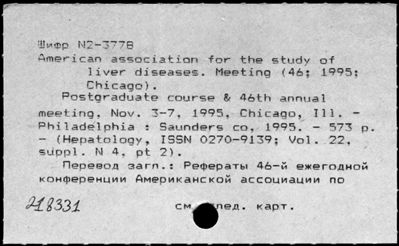 Шифр N2-377В
American association for the study of
liver diseases. Meeting (46; 1995;
Chicago).
Postgraduate course & 46th annual
meeting, Nov. 3-7, 1995, Chicago, Ill. -
Philadelphia : Saunders co, 1995. - 573 p.
- (Hepatology, ISSN 0270-9139; Vol. 22,
suppl. N 4, pt 2).
Перевод загл.: Рефераты 46-й ежегодной
конференции Американской ассоциации по
218331
см. след. карт.